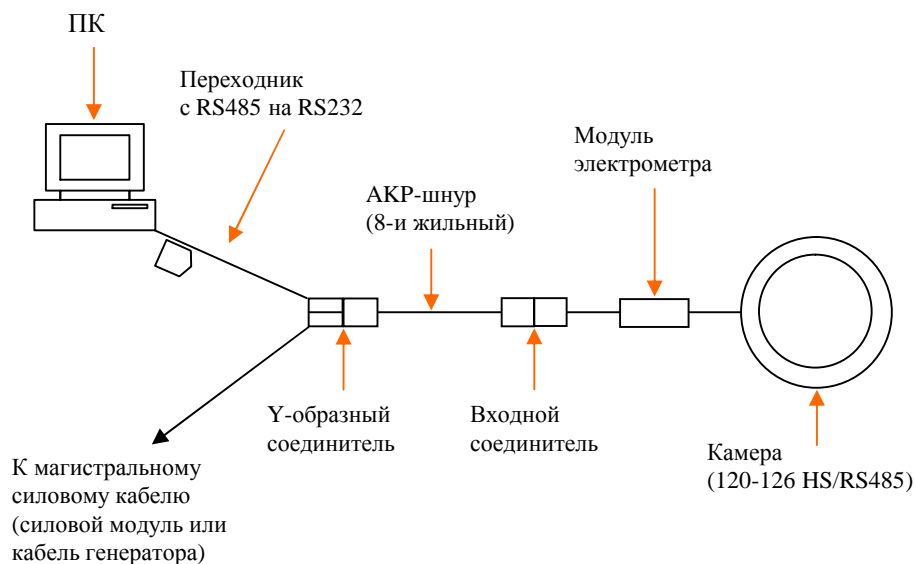 ПК
Переходник
с RS485 на RS232
Модуль
электрометра
АКР-шнур
(8-и жильный)
Y-образный
соединитель
Входной
соединитель
Камера
(120-126 HS/RS485)
К магистральному
силовому кабелю
(силовой модуль или
кабель генератора)